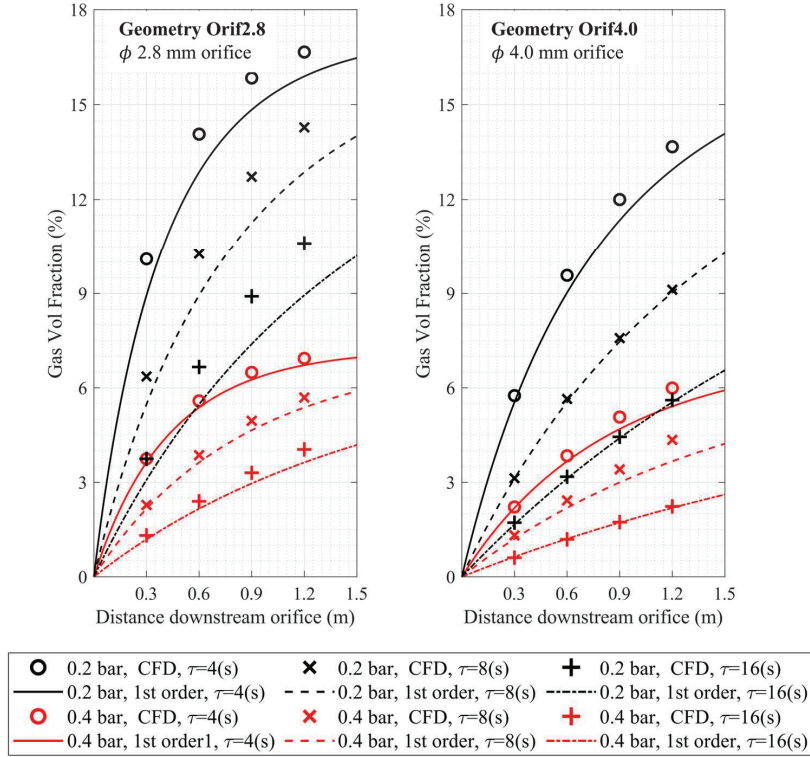 Geometry Orif2.8
ϕ 2.8 mm orifice
18
15
12
9
6
3
0
Gas Vol Fraction (%)
0.3 0.6 0.9 1.2 1.5
Distance downstream orifice (m)
Geometry Orif4.0
ϕ 4.0 mm orifice
18
15
12
9
6
3
0
Gas Vol Fraction (%)
0.3 0.6 0.9 1.2 1.5
Distance downstream orifice (m)
0.2 bar, CFD, τ=4(s) 0.2 bar, CFD, τ=8(s) 0.2 bar, CFD, τ=16(s)
0.2 bar, 1st order, τ=4(s) 0.2 bar, 1st order, τ=8(s) 0.2 bar, 1st order, τ=16(s)
0.4 bar, CFD, τ=4(s) 0.4 bar, CFD, τ=8(s) 0.4 bar, CFD, τ=16(s)
0.4 bar, 1st order1, τ=4(s) 0.4 bar, 1st order, τ=8(s) 0.4 bar, 1st order, τ=16(s)